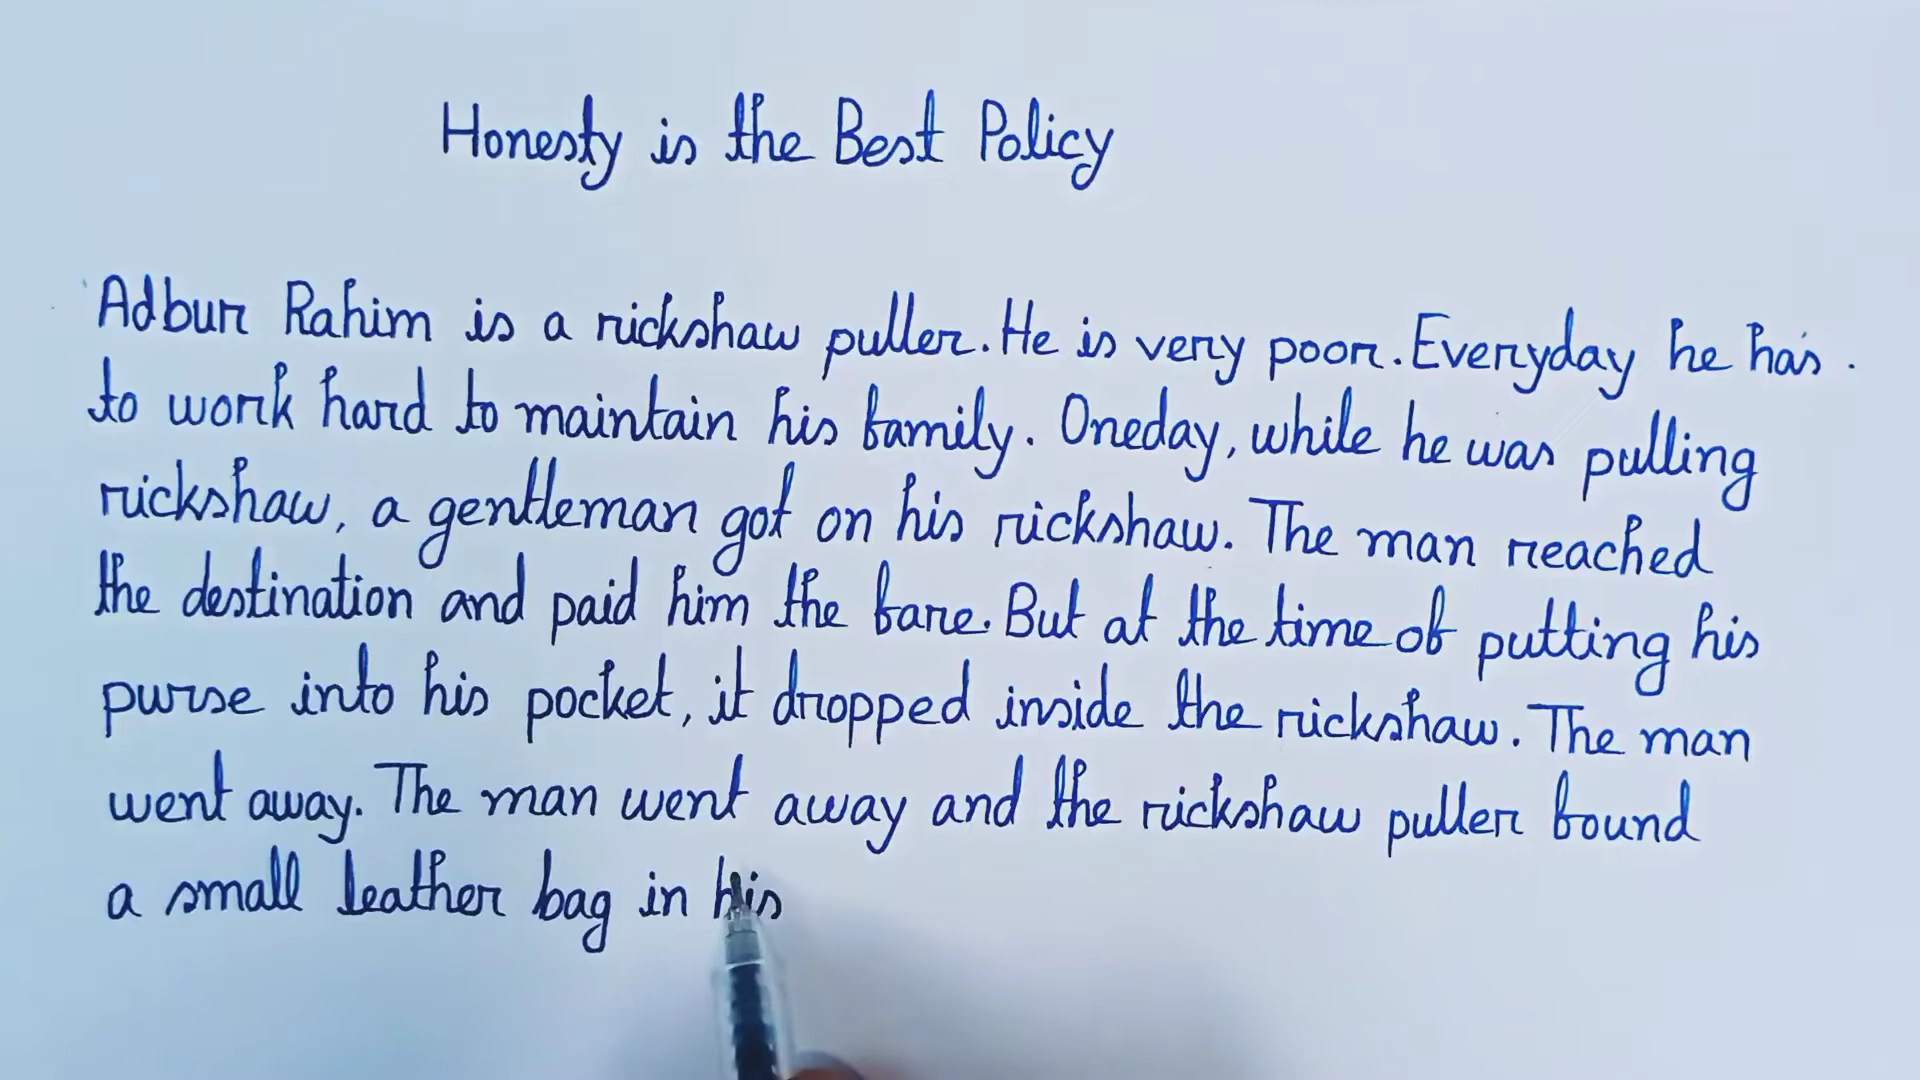 Honesty is the Best Policy
Adbur Rahim is a rickshaw puller. He is very poor. Everyday he has
to work hard to maintain his family. Oneday, while he was pulling
rickshaw, a gentleman got on his rickshaw. The man reached
the destination and paid him the fare. But at the time of putting his
purse into his pocket, it dropped inside the rickshaw. The man
went away. The man went away and the rickshaw puller found
a small leather bag in his